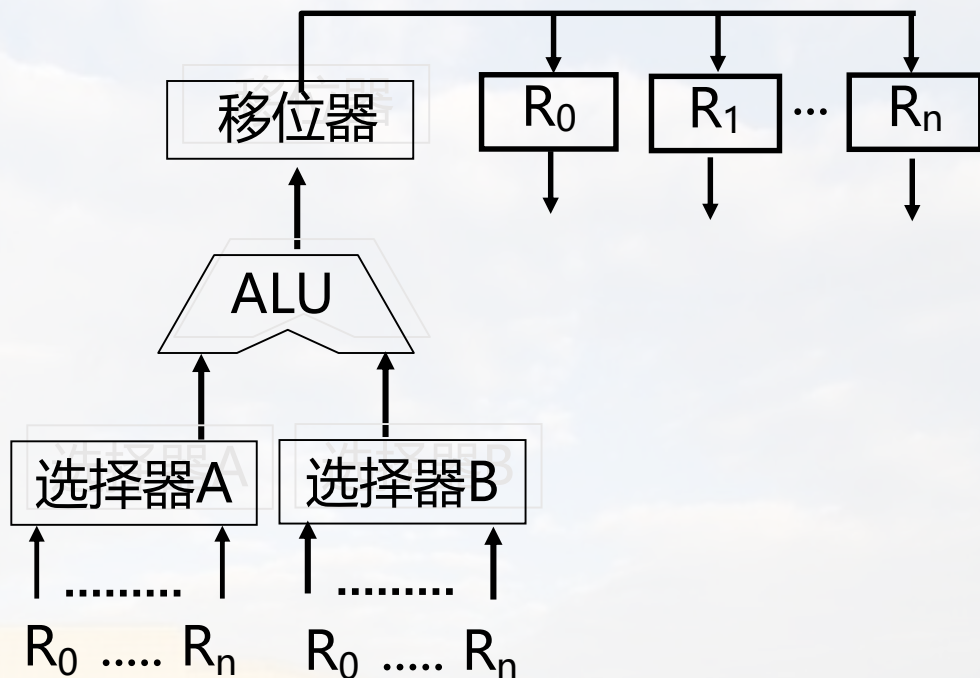 移位器
R₀ R₁ ... Rₙ
ALU
选择器A 选择器B
R₀ ..... Rₙ R₀ ..... Rₙ